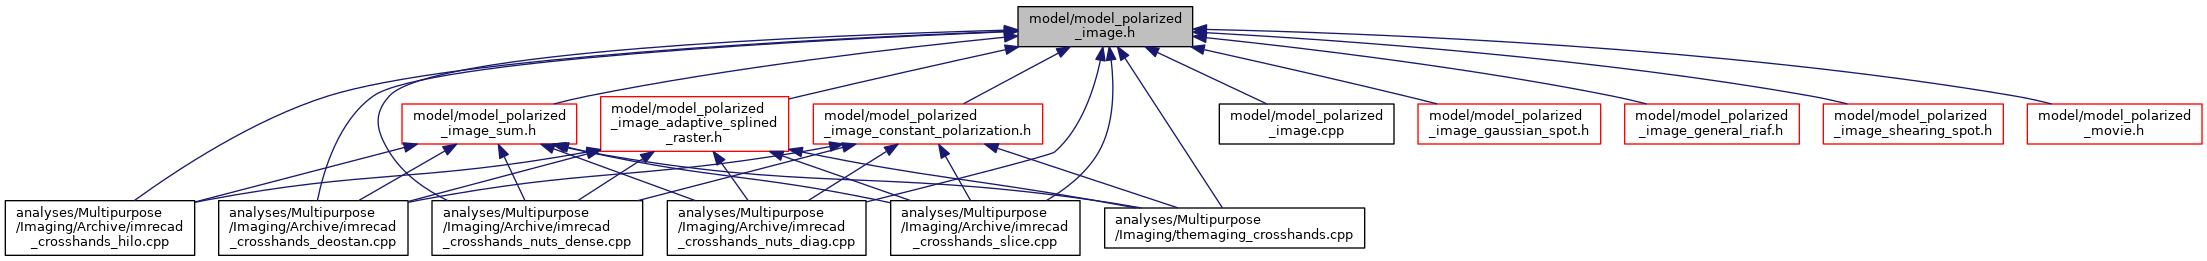 model/model_polarized
_image.h
model/model_polarized
_image_sum.h
model/model_polarized
_image_adaptive_splined
_raster.h
model/model_polarized
_image_constant_polarization.h
model/model_polarized
_image.cpp
model/model_polarized
_image_gaussian_spot.h
model/model_polarized
_image_general_riaf.h
model/model_polarized
_image_shearing_spot.h
model/model_polarized
_movie.h
analyses/Multipurpose
/Imaging/Archive/imrecad
_crosshands_hilo.cpp
analyses/Multipurpose
/Imaging/Archive/imrecad
_crosshands_deostan.cpp
analyses/Multipurpose
/Imaging/Archive/imrecad
_crosshands_nuts_dense.cpp
analyses/Multipurpose
/Imaging/Archive/imrecad
_crosshands_nuts_diag.cpp
analyses/Multipurpose
/Imaging/Archive/imrecad
_crosshands_slice.cpp
analyses/Multipurpose
/Imaging/themaging_crosshands.cpp